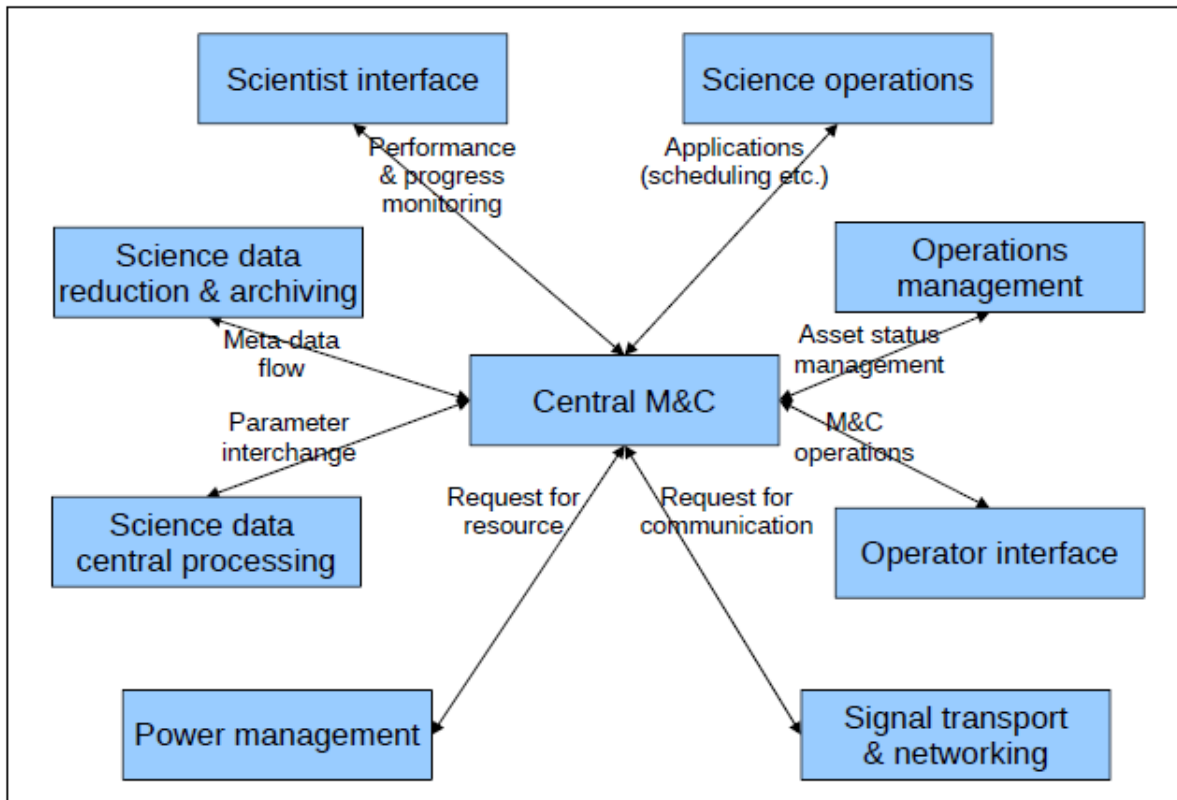 Scientist interface
Science operations
Performance
& progress
monitoring
Applications
(scheduling etc.)
Science data
reduction & archiving
Operations
management
Meta data
flow
Asset status
management
Central M&C
Parameter
interchange
M&C
operations
Science data
central processing
Request for
resource
Request for
communication
Operator interface
Power management
Signal transport
& networking